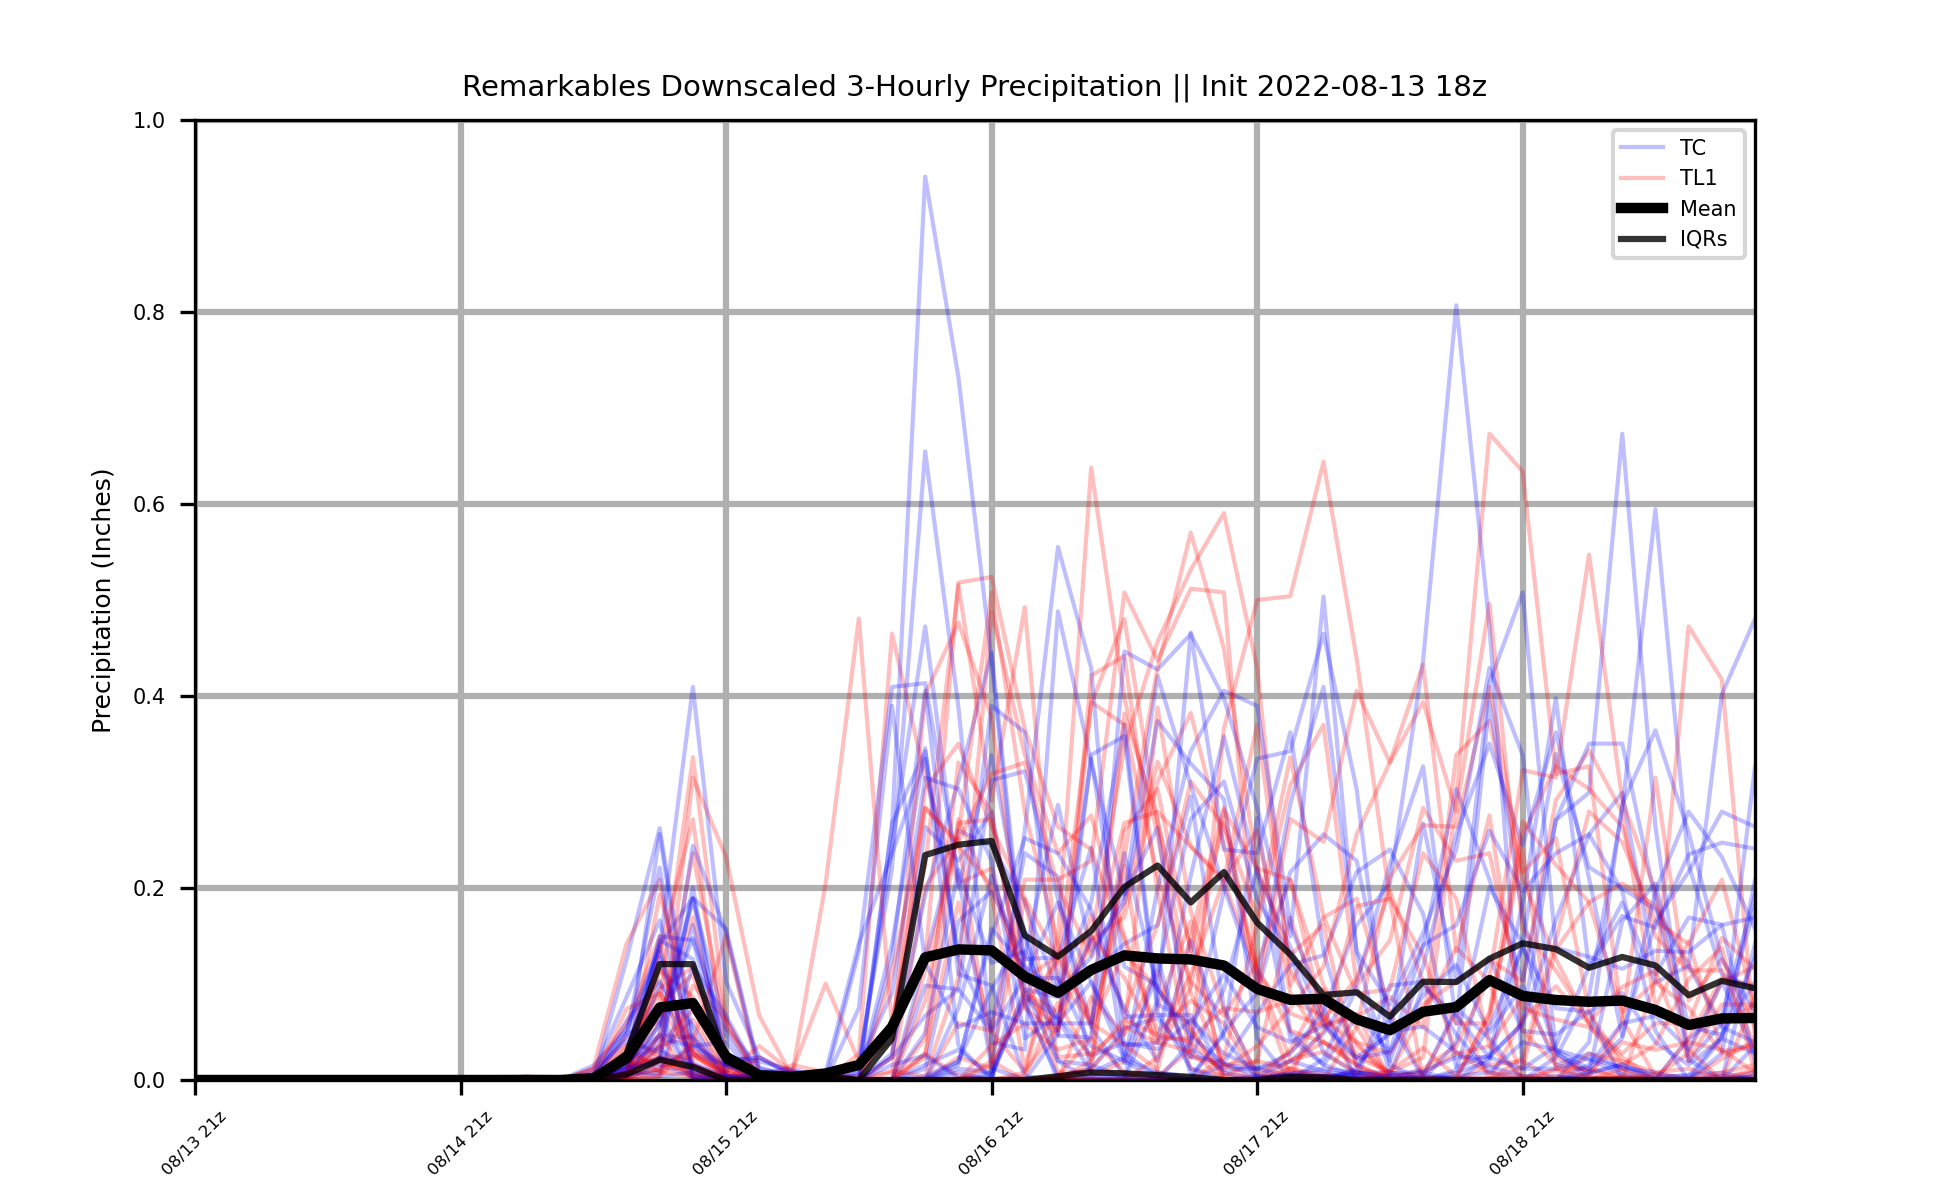 Remarkables Downscaled 3-Hourly Precipitation || Init 2022-08-13 18z
1.0
0.8
0.6
0.4
0.2
0.0
Precipitation (Inches)
TC
TL1
Mean
IQRs
08/13 21z
08/14 21z
08/15 21z
08/16 21z
08/17 21z
08/18 21z